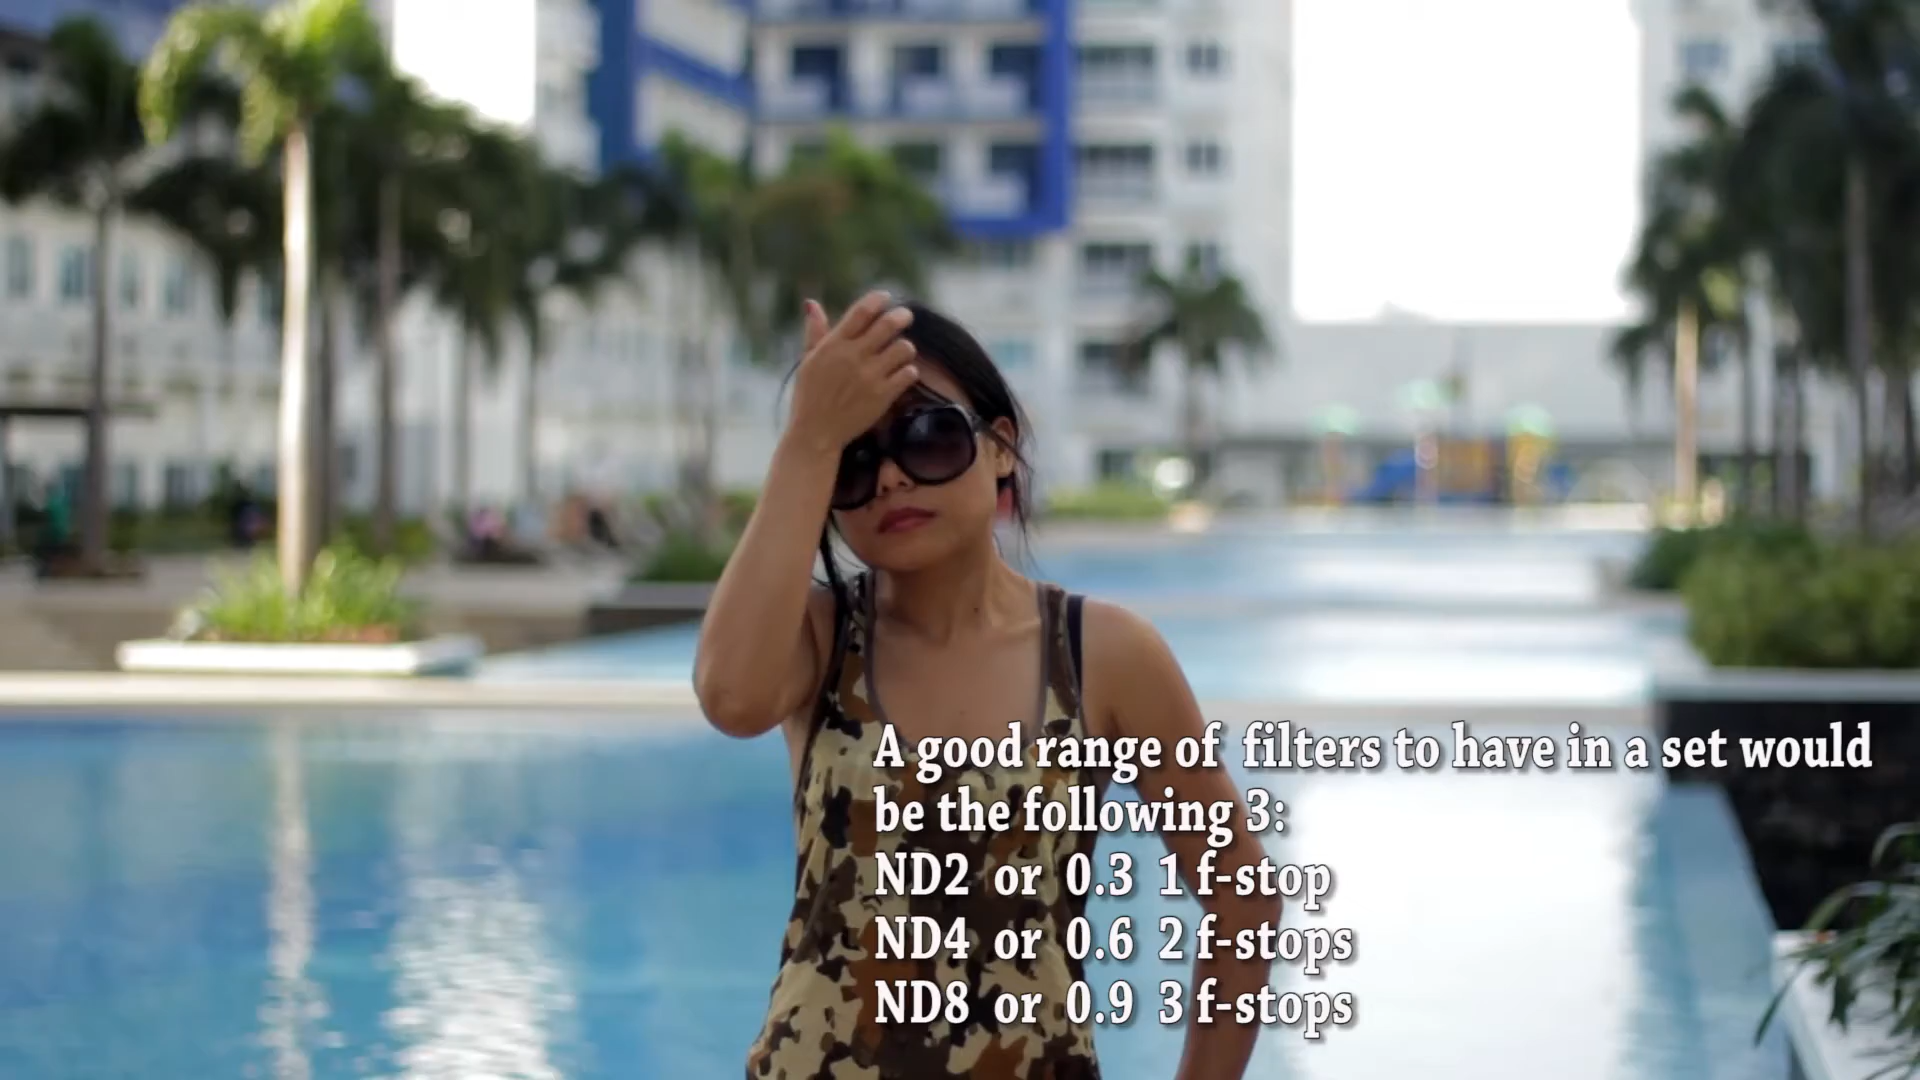 A good range of filters to have in a set would
be the following 3:
ND2 or 0.3 1 f-stop
ND4 or 0.6 2 f-stops
ND8 or 0.9 3 f-stops